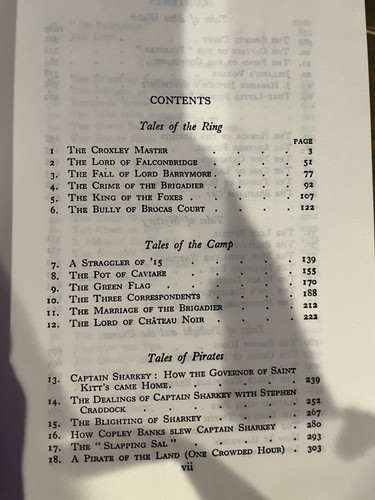 CONTENTS
Tales of the Ring
PAGE
1 THE CROXLEY MASTER . . . . 3
2 THE LORD OF FALCONBRIDGE . . . . 51
3. THE FALL OF LORD BARRYMORE . . . . 77
4. THE CRIME OF THE BRIGADIER . . . . 92
5. THE KING OF THE FOXES . . . . 107
6. THE BULLY OF BROCAS COURT . . . . 122
Tales of the Camp
7. A STRAGGLER OF '15 . . . . 139
8. THE POT OF CAVIARE . . . . 155
9. THE GREEN FLAG . . . . 170
10. THE THREE CORRESPONDENTS . . . . 188
11. THE MARRIAGE OF THE BRIGADIER . . . 212
12. THE LORD OF CHÂTEAU NOIR . . . . 222
Tales of Pirates
13. CAPTAIN SHARKEY : HOW THE GOVERNOR OF SAINT
KITT'S CAME HOME. . . . . 239
14. THE DEALINGS OF CAPTAIN SHARKEY WITH STEPHEN
CRADDOCK . . . . . 252
15. THE BLIGHTING OF SHARKEY . . . . 267
16. HOW COPLEY BANKS SLEW CAPTAIN SHARKEY . 280
17. THE "SLAPPING SAL" . . . . 293
18. A PIRATE OF THE LAND (ONE CROWDED HOUR) . 303
vii